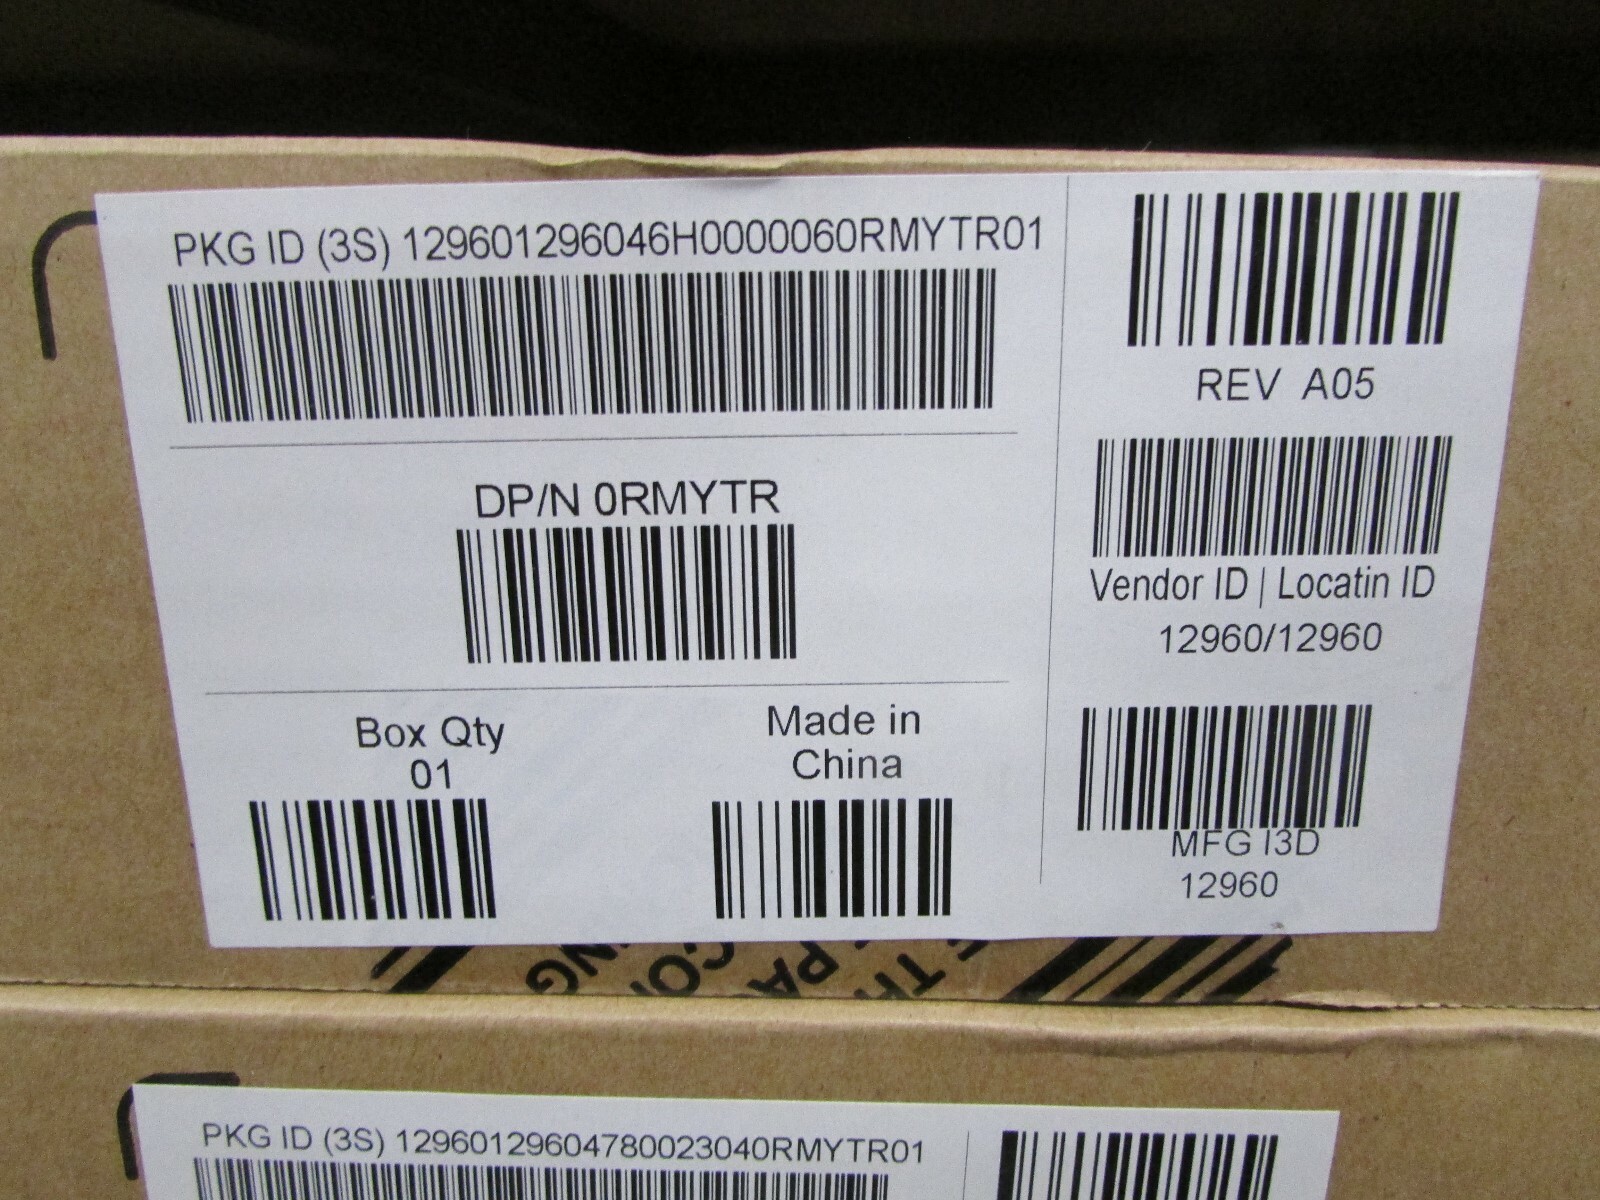 PKG ID (3S) 129601296046H0000060RMYTR01
REV A05
DP/N 0RMYTR
Vendor ID | Locatin ID
12960/12960
Box Qty
01
Made in
China
MFG I3D
12960
PKG ID (3S) 12960129604780023040RMYTR01